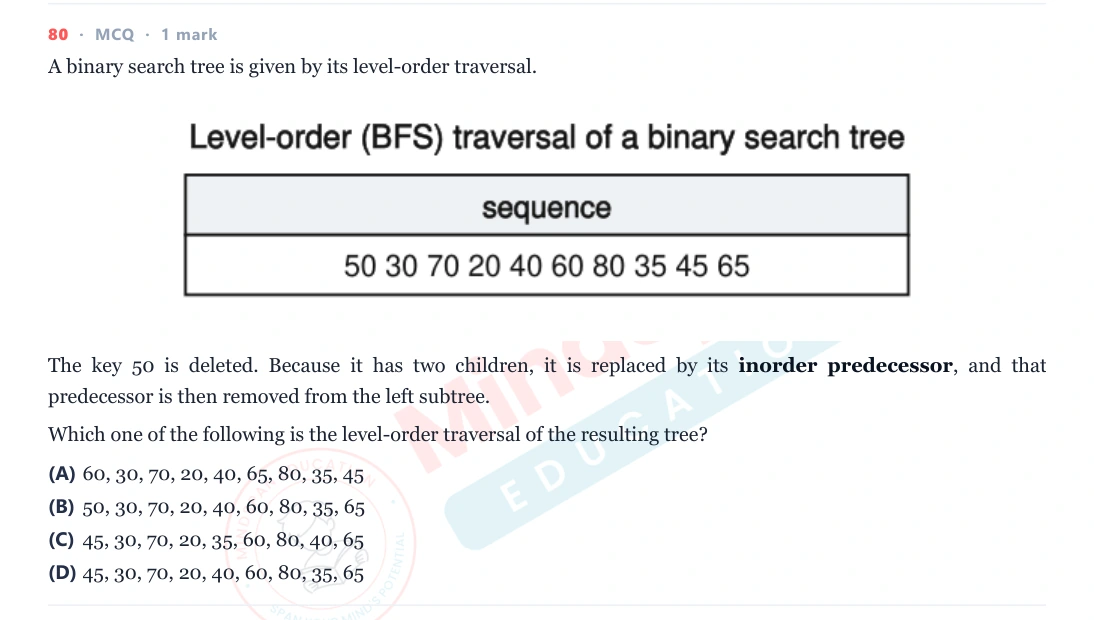 80 · MCQ · 1 mark
A binary search tree is given by its level-order traversal.
Level-order (BFS) traversal of a binary search tree
sequence
50 30 70 20 40 60 80 35 45 65
The key 50 is deleted. Because it has two children, it is replaced by its inorder predecessor, and that
predecessor is then removed from the left subtree.
Which one of the following is the level-order traversal of the resulting tree?
(A) 60, 30, 70, 20, 40, 65, 80, 35, 45
(B) 50, 30, 70, 20, 40, 60, 80, 35, 65
(C) 45, 30, 70, 20, 35, 60, 80, 40, 65
(D) 45, 30, 70, 20, 40, 60, 80, 35, 65
EDUCATIO